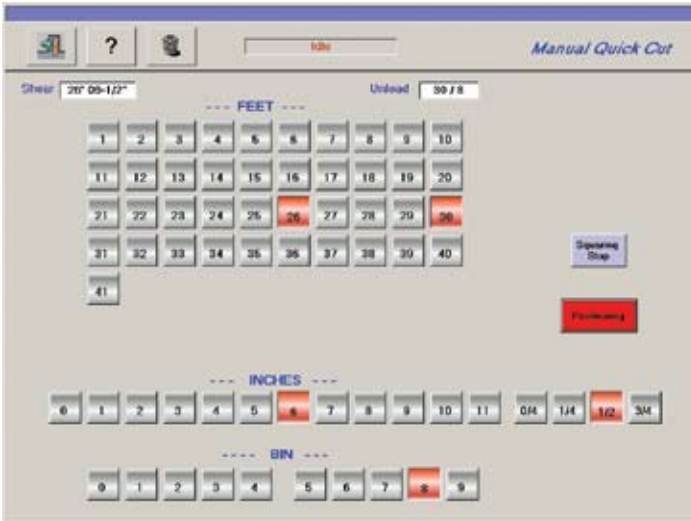 ?
Idle
Manual Quick Cut
Shear 26' 06-1/2"
Unload 30 / 8
--- FEET ---
1 2 3 4 5 6 7 8 9 10
11 12 13 14 15 16 17 18 19 20
21 22 23 24 25 26 27 28 29 30
31 32 33 34 35 36 37 38 39 40
41
Squaring
Stop
Positioning
--- INCHES ---
0 1 2 3 4 5 6 7 8 9 10 11 0/4 1/4 1/2 3/4
---- BIN ---
0 1 2 3 4 5 6 7 8 9